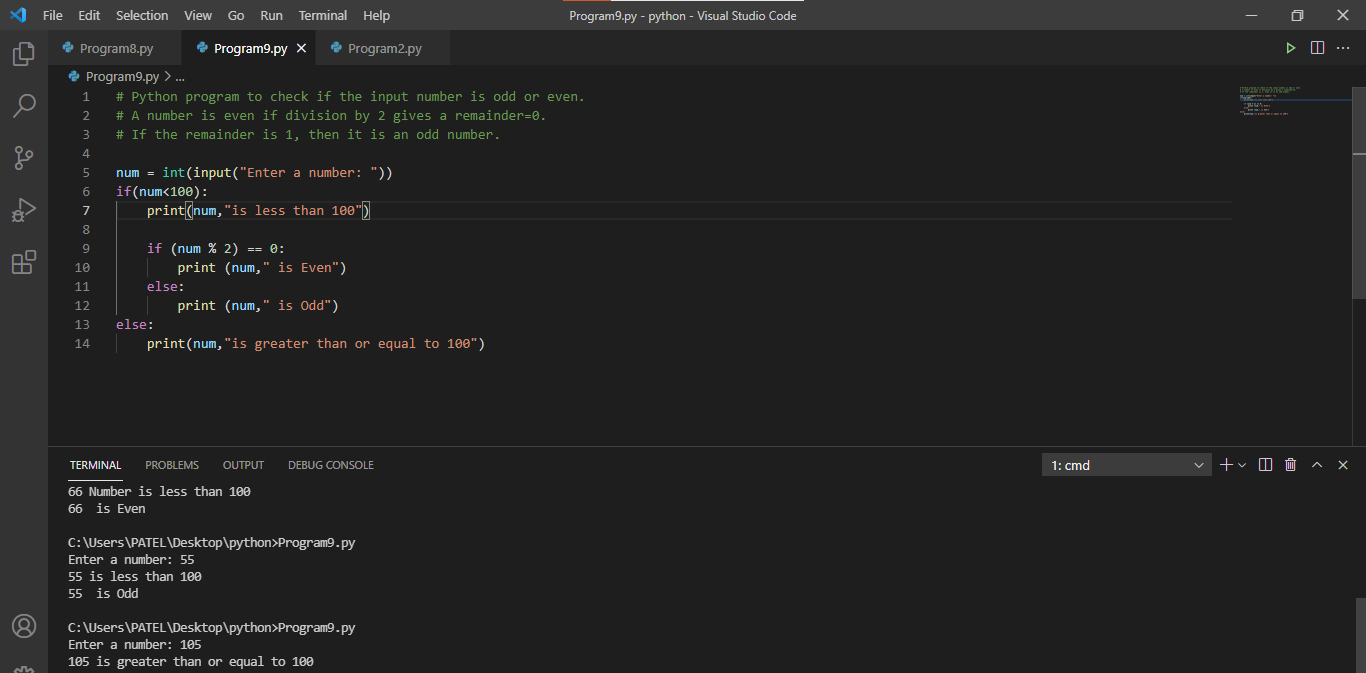 File Edit Selection View Go Run Terminal Help Program9.py - python - Visual Studio Code
Program8.py Program9.py Program2.py
Program9.py > ...
1 # Python program to check if the input number is odd or even.
2 # A number is even if division by 2 gives a remainder=0.
3 # If the remainder is 1, then it is an odd number.
4
5 num = int(input("Enter a number: "))
6 if(num<100):
7     print(num,"is less than 100")
8
9     if (num % 2) == 0:
10         print (num," is Even")
11     else:
12         print (num," is Odd")
13 else:
14     print(num,"is greater than or equal to 100")
TERMINAL PROBLEMS OUTPUT DEBUG CONSOLE 1: cmd
66 Number is less than 100
66  is Even
C:\Users\PATEL\Desktop\python>Program9.py
Enter a number: 55
55 is less than 100
55  is Odd
C:\Users\PATEL\Desktop\python>Program9.py
Enter a number: 105
105 is greater than or equal to 100